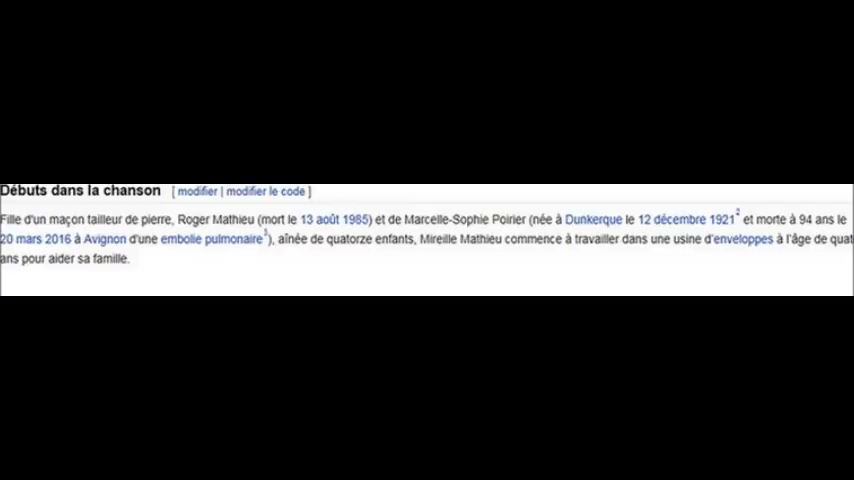 Débuts dans la chanson [ modifier | modifier le code ]
Fille d'un maçon tailleur de pierre, Roger Mathieu (mort le 13 août 1985) et de Marcelle-Sophie Poirier (née à Dunkerque le 12 décembre 1921² et morte à 94 ans le
20 mars 2016 à Avignon d'une embolie pulmonaire³), aînée de quatorze enfants, Mireille Mathieu commence à travailler dans une usine d'enveloppes à l'âge de quat
ans pour aider sa famille.